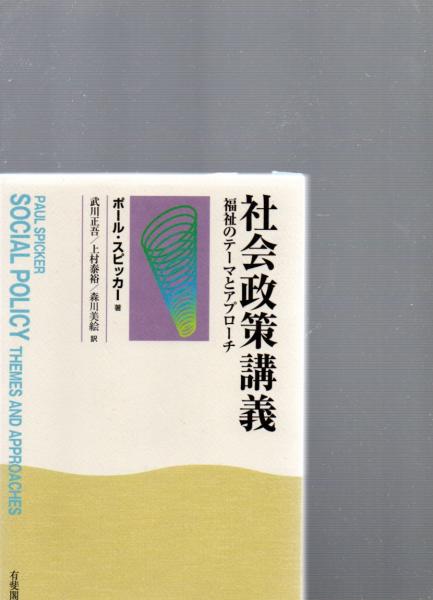 社会政策講義
福祉のテーマとアプローチ
ポール・スピッカー 著
武川正吾/上村泰裕/森川美絵 訳
PAUL SPICKER
SOCIAL POLICY THEMES AND APPROACHES
有斐閣